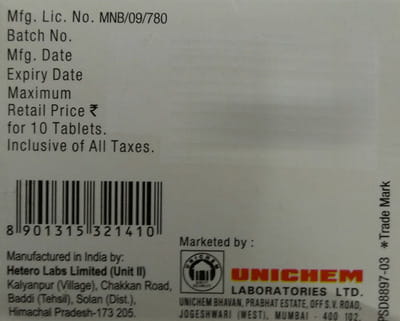 Mfg. Lic. No. MNB/09/780
Batch No.
Mfg. Date
Expiry Date
Maximum
Retail Price ₹
for 10 Tablets.
Inclusive of All Taxes.
8 901315 321410
Manufactured in India by:
Hetero Labs Limited (Unit II)
Kalyanpur (Village), Chakkan Road,
Baddi (Tehsil), Solan (Dist.),
Himachal Pradesh-173 205.
Marketed by :
UNICHEM
UNICHEM
LABORATORIES LTD.
UNICHEM BHAVAN, PRABHAT ESTATE, OFF S.V. ROAD,
JOGESHWARI (WEST), MUMBAI - 400 102.
PSD8897-03 *Trade Mark